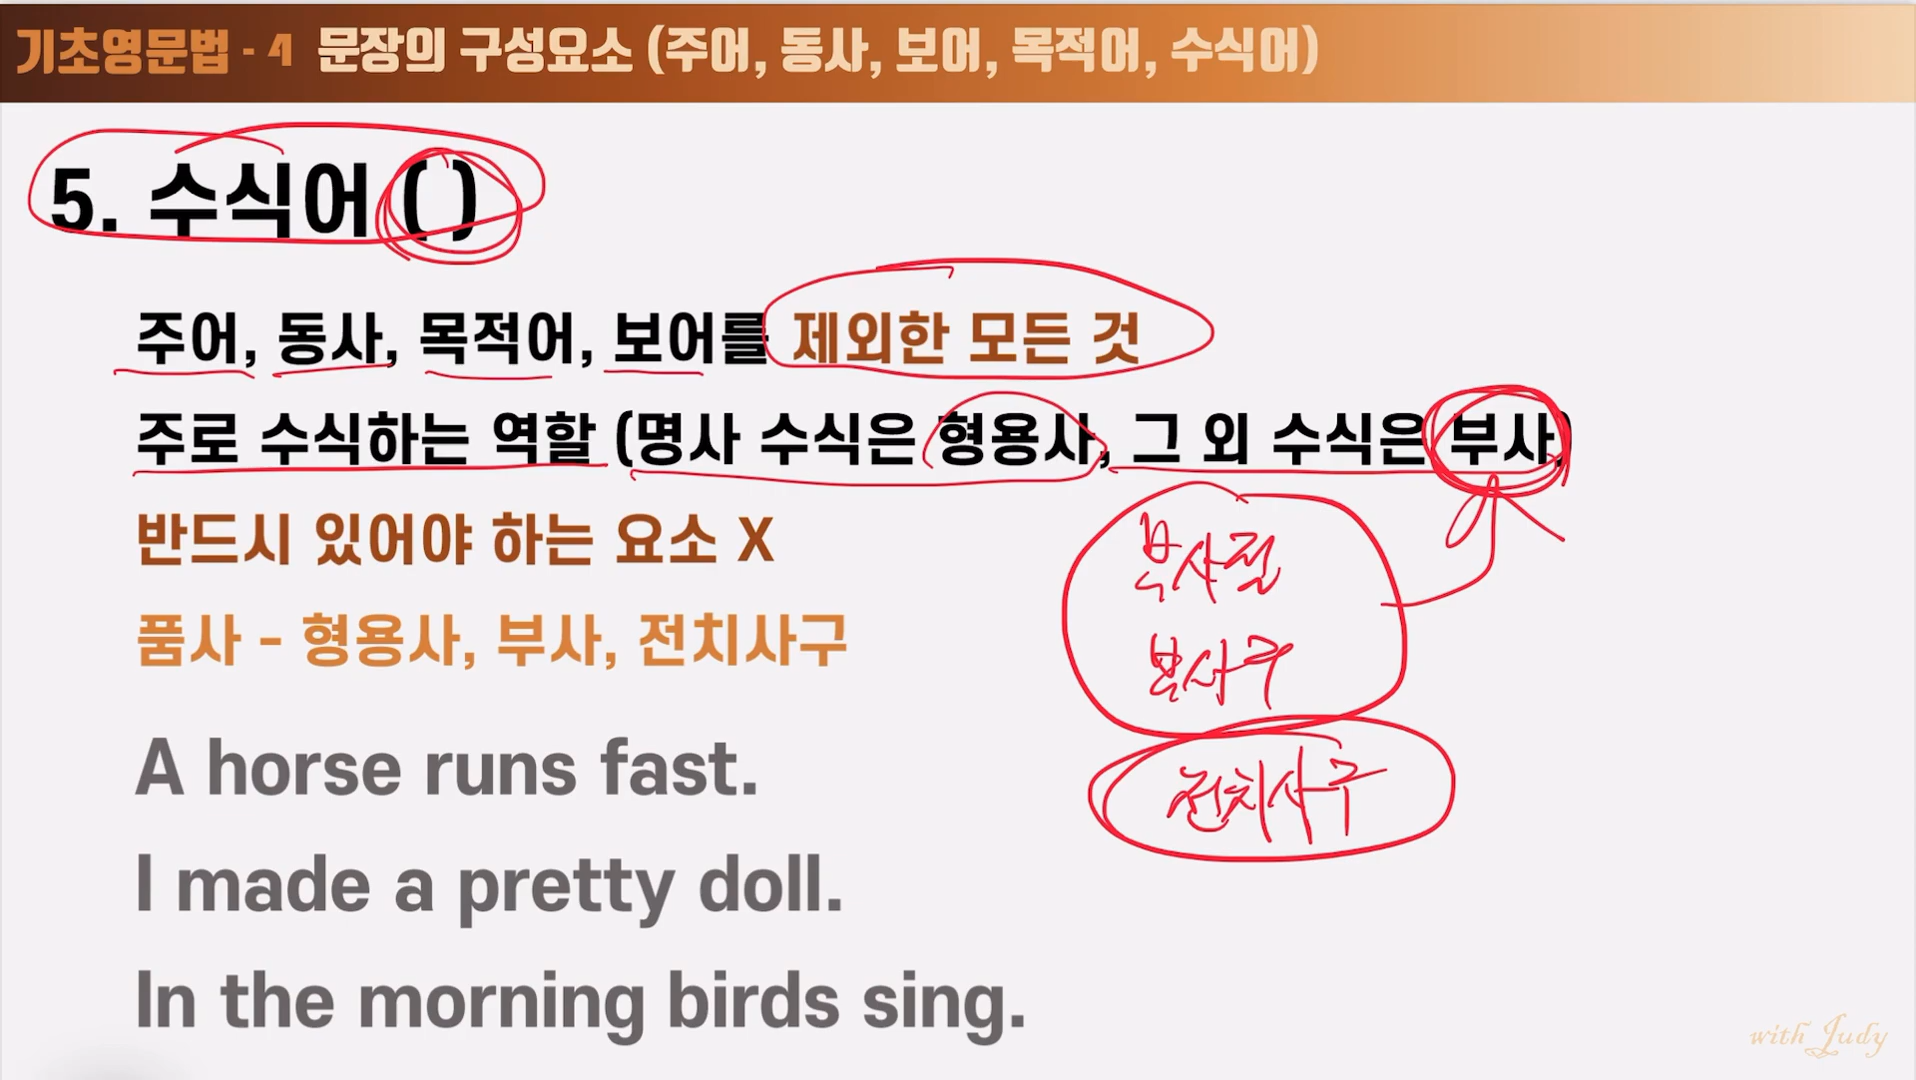 기초영문법 - 4 문장의 구성요소 (주어, 동사, 보어, 목적어, 수식어)
5. 수식어 ( )
주어, 동사, 목적어, 보어를 제외한 모든 것
주로 수식하는 역할 (명사 수식은 형용사, 그 외 수식은 부사)
반드시 있어야 하는 요소 X
부사절
품사 - 형용사, 부사, 전치사구
부사구
A horse runs fast.
전치사구
I made a pretty doll.
In the morning birds sing.
with Judy